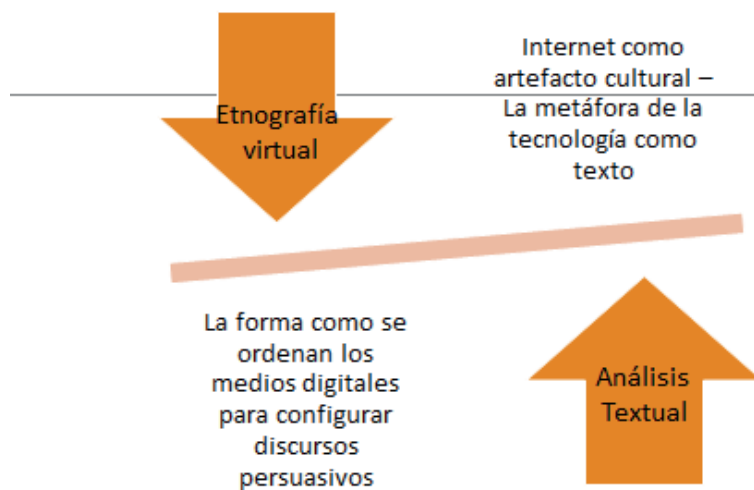 Etnografía
virtual
Internet como
artefacto cultural –
La metáfora de la
tecnología como
texto
La forma como se
ordenan los
medios digitales
para configurar
discursos
persuasivos
Análisis
Textual